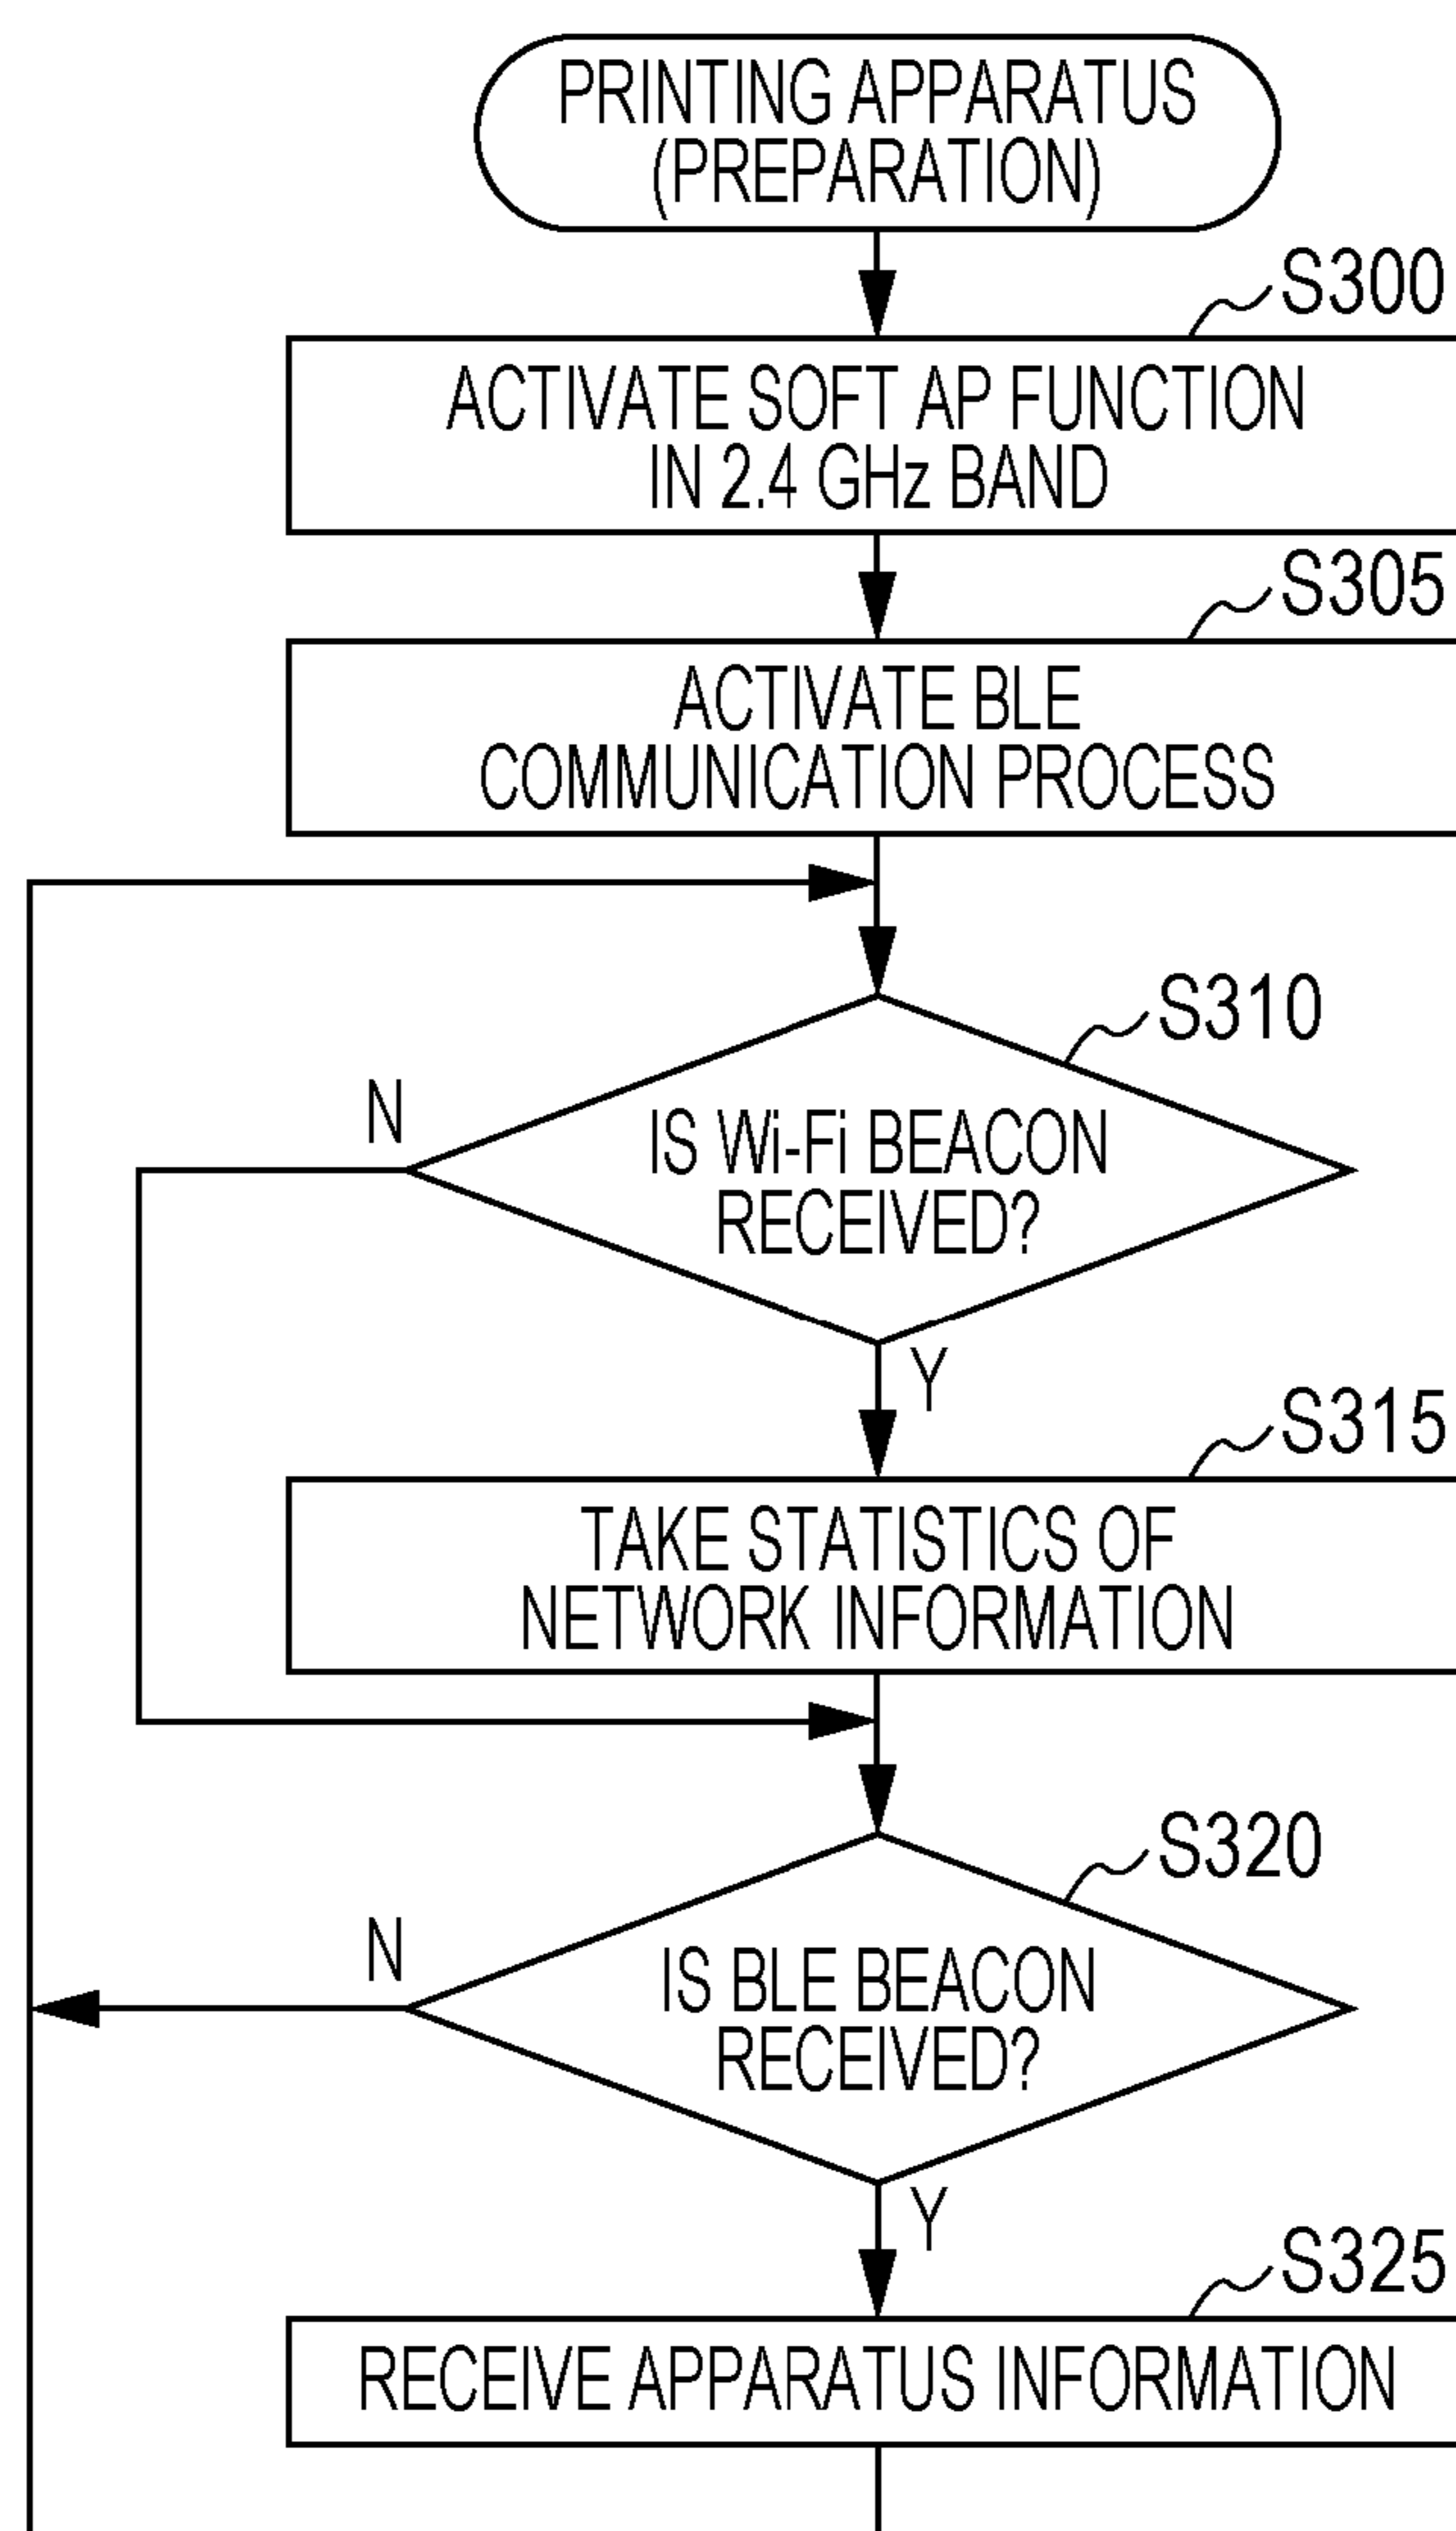 PRINTING APPARATUS
(PREPARATION)
S300
ACTIVATE SOFT AP FUNCTION
IN 2.4 GHz BAND
S305
ACTIVATE BLE
COMMUNICATION PROCESS
S310
N
IS Wi-Fi BEACON
RECEIVED?
Y
S315
TAKE STATISTICS OF
NETWORK INFORMATION
S320
N
IS BLE BEACON
RECEIVED?
Y
S325
RECEIVE APPARATUS INFORMATION